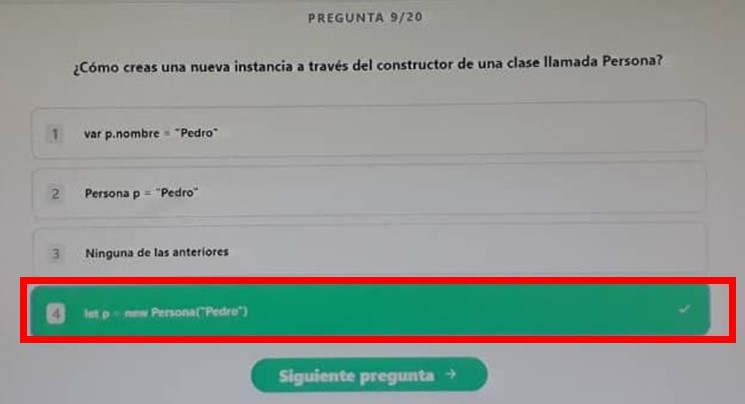 PREGUNTA 9/20
¿Cómo creas una nueva instancia a través del constructor de una clase llamada Persona?
1 var p.nombre = "Pedro"
2 Persona p = "Pedro"
3 Ninguna de las anteriores
4 let p = new Persona("Pedro")
Siguiente pregunta →